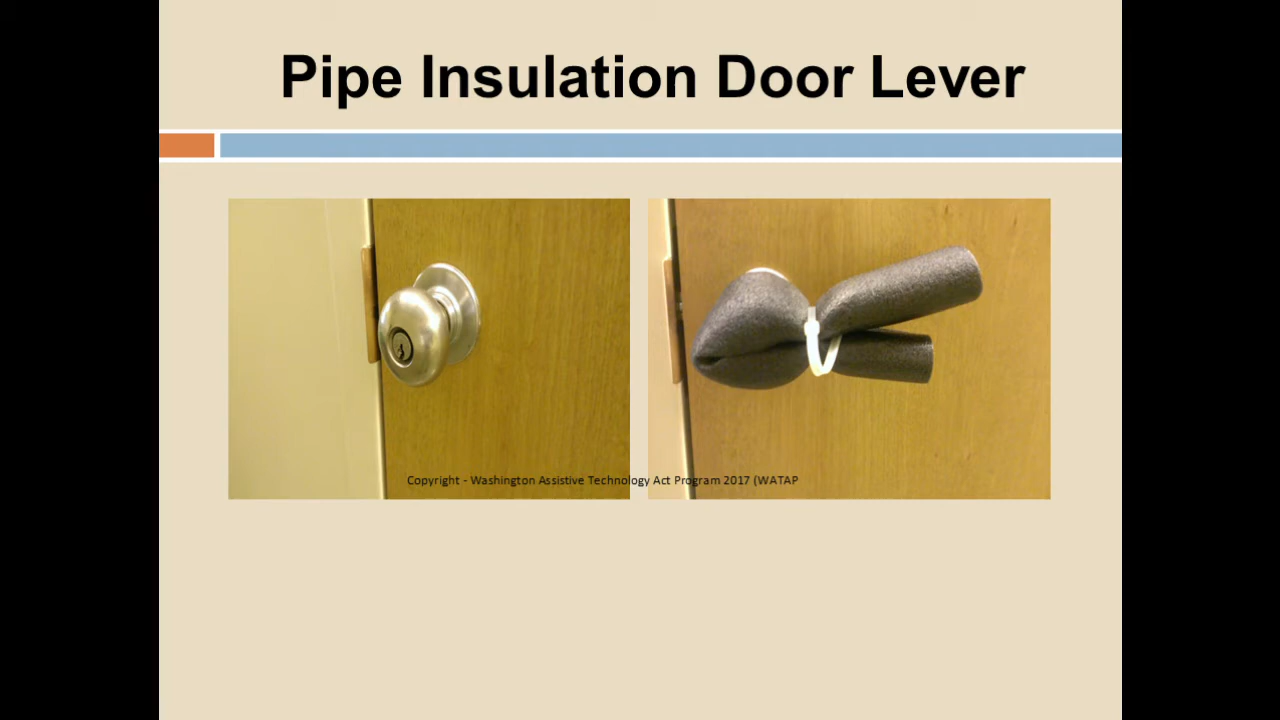 Pipe Insulation Door Lever
Copyright - Washington Assistive Technology Act Program 2017 (WATAP